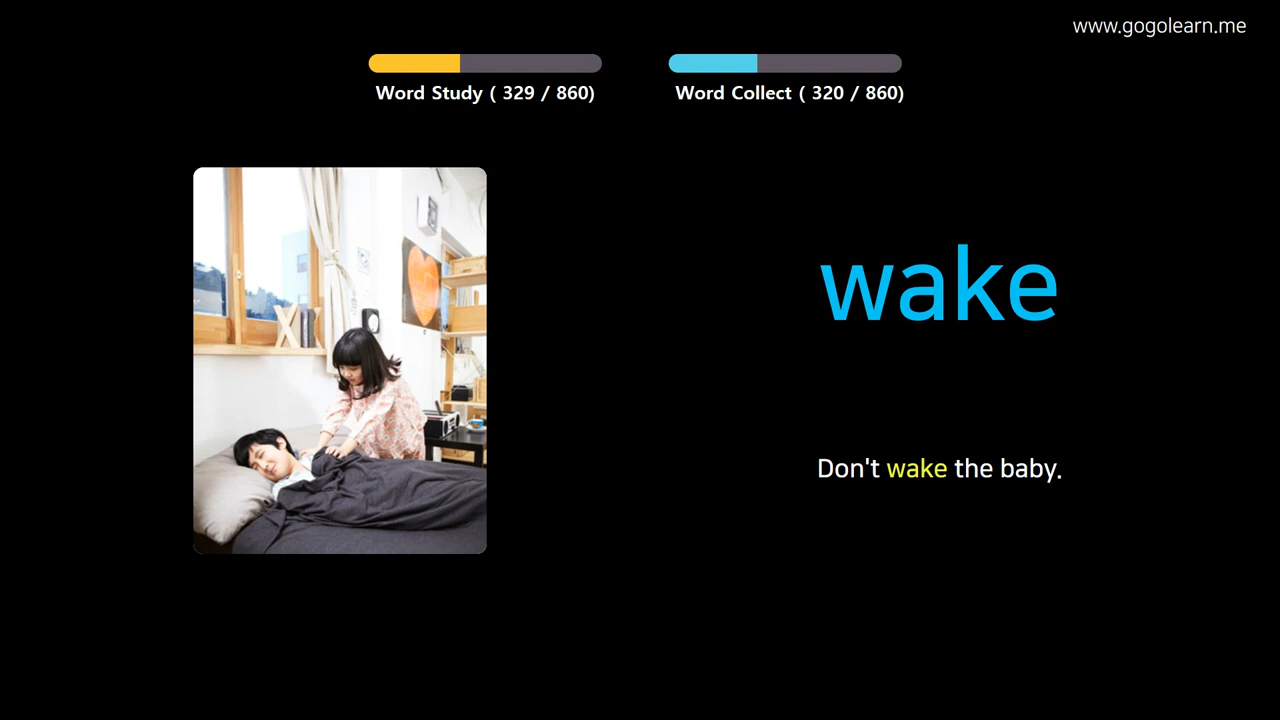 www.gogolearn.me
Word Study ( 329 / 860)
Word Collect ( 320 / 860)
wake
Don't wake the baby.